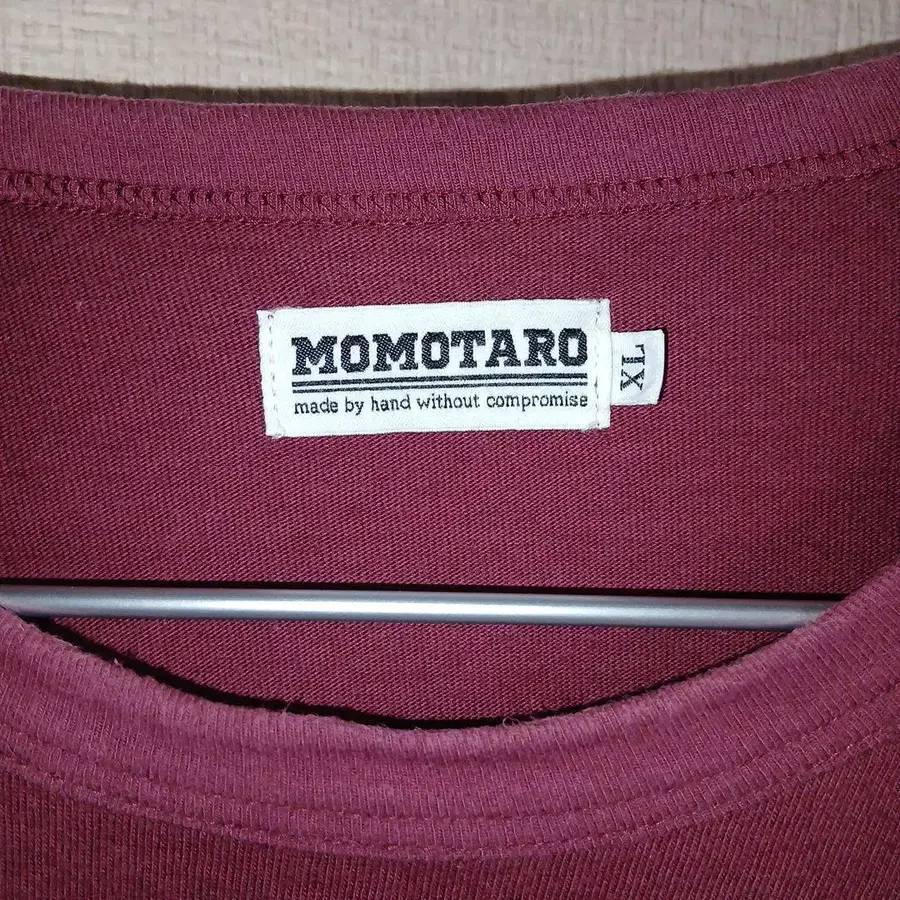 MOMOTARO
made by hand without compromise
XL